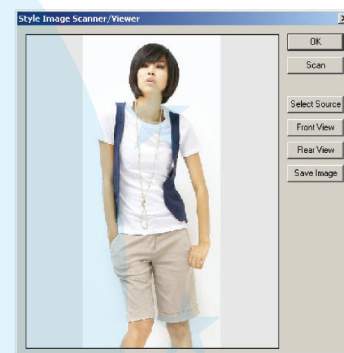 Style Image Scanner/Viewer
OK
Scan
Select Source
Front View
Rear View
Save Image